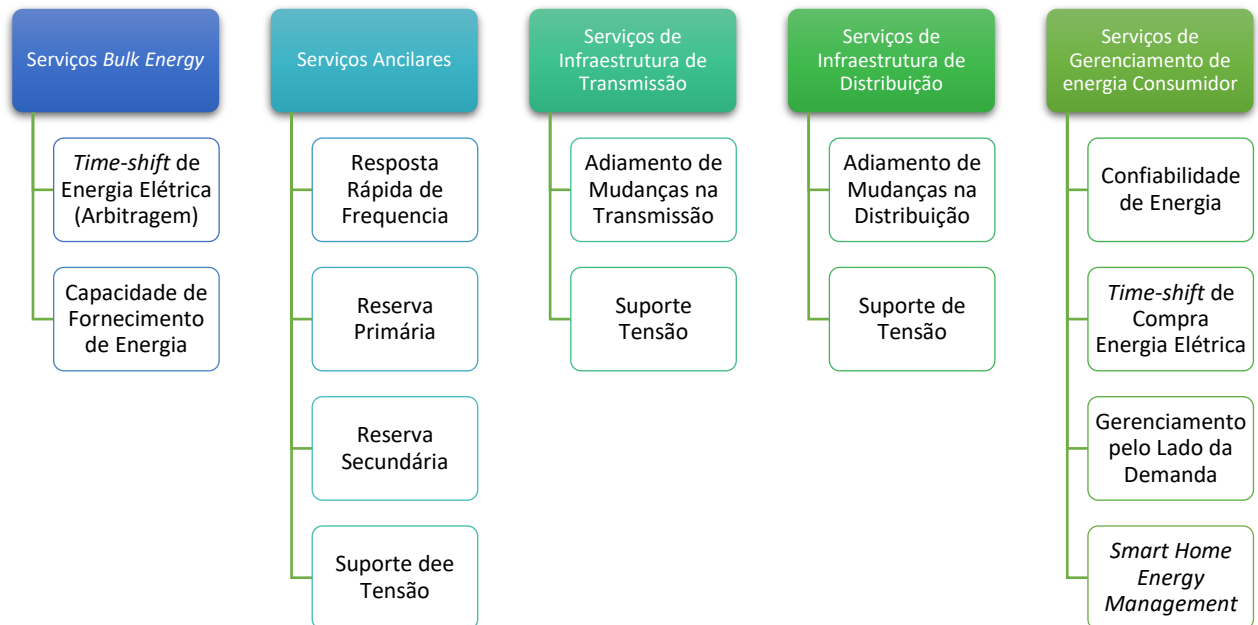 Serviços Bulk Energy
Time-shift de
Energia Elétrica
(Arbitragem)
Capacidade de
Fornecimento
de Energia
Serviços Ancilares
Resposta
Rápida de
Frequencia
Reserva
Primária
Reserva
Secundária
Suporte dee
Tensão
Serviços de
Infraestrutura de
Transmissão
Adiamento de
Mudanças na
Transmissão
Suporte
Tensão
Serviços de
Infraestrutura de
Distribuição
Adiamento de
Mudanças na
Distribuição
Suporte de
Tensão
Serviços de
Gerenciamento de
energia Consumidor
Confiabilidade
de Energia
Time-shift de
Compra
Energia Elétrica
Gerenciamento
pelo Lado da
Demanda
Smart Home
Energy
Management